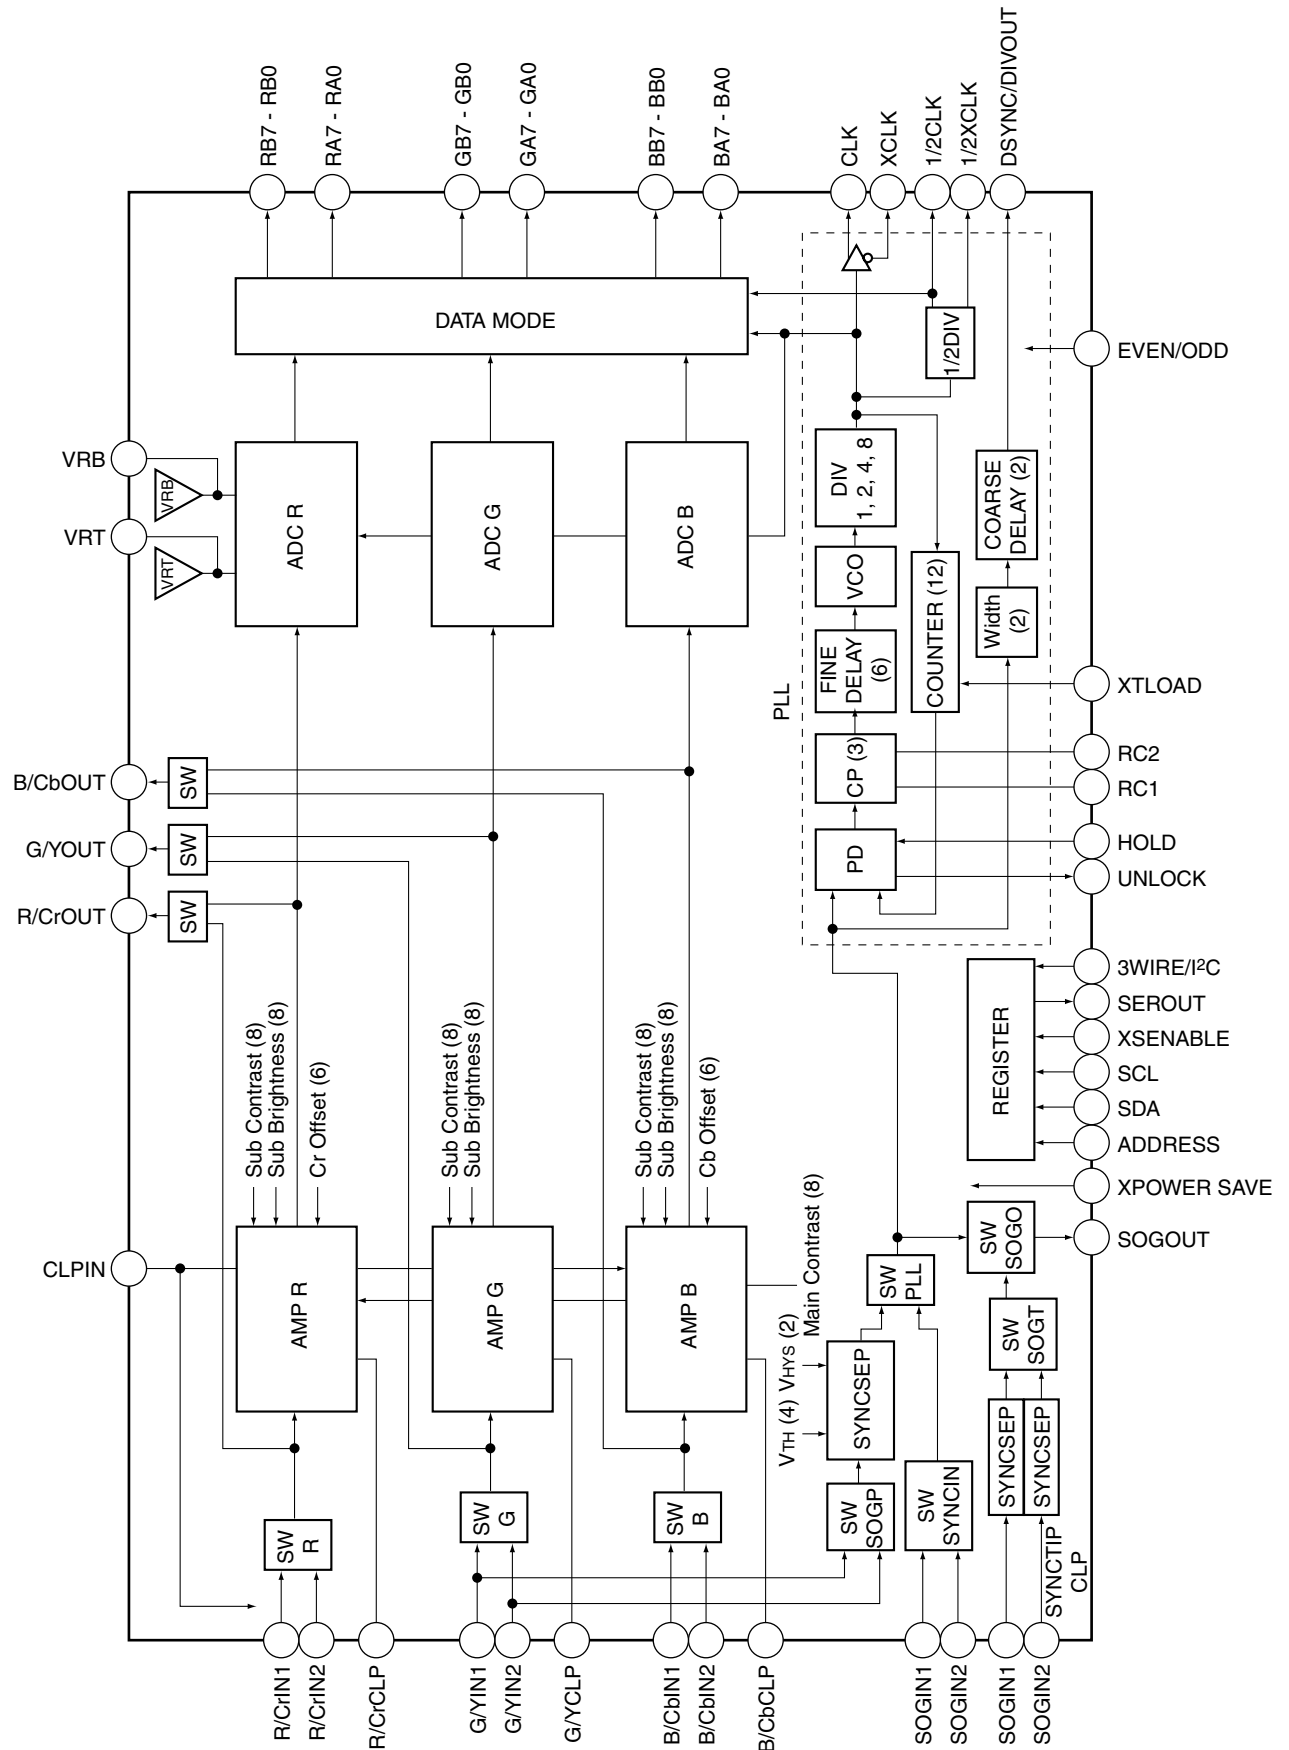 RB7 - RB0
RA7 - RA0
GB7 - GB0
GA7 - GA0
BB7 - BB0
BA7 - BA0
CLK
XCLK
1/2CLK
1/2XCLK
DSYNC/DIVOUT
DATA MODE
1/2DIV
EVEN/ODD
VRB
VRB
VRT
VRT
ADC R
ADC G
ADC B
DIV
1, 2, 4, 8
VCO
FINE
DELAY
(6)
COUNTER (12)
COARSE
DELAY (2)
Width
(2)
PLL
XTLOAD
CP (3)
RC2
RC1
PD
HOLD
UNLOCK
B/CbOUT
SW
G/YOUT
SW
R/CrOUT
SW
3WIRE/I2C
SEROUT
XSENABLE
SCL
SDA
ADDRESS
REGISTER
XPOWER SAVE
SOGOUT
Sub Contrast (8)
Sub Brightness (8)
Cr Offset (6)
Sub Contrast (8)
Sub Brightness (8)
Sub Contrast (8)
Sub Brightness (8)
Cb Offset (6)
CLPIN
AMP R
AMP G
AMP B
Main Contrast (8)
VTH (4)
VHYS (2)
SW
PLL
SW
SOGO
SW
SOGT
SYNCSEP
SYNCSEP
SYNCSEP
SW
R
SW
G
SW
B
SW
SOGP
SW
SYNCIN
SYNCTIP
CLP
R/CrIN1
R/CrIN2
R/CrCLP
G/YIN1
G/YIN2
G/YCLP
B/CbIN1
B/CbIN2
B/CbCLP
SOGIN1
SOGIN2
SOGIN1
SOGIN2